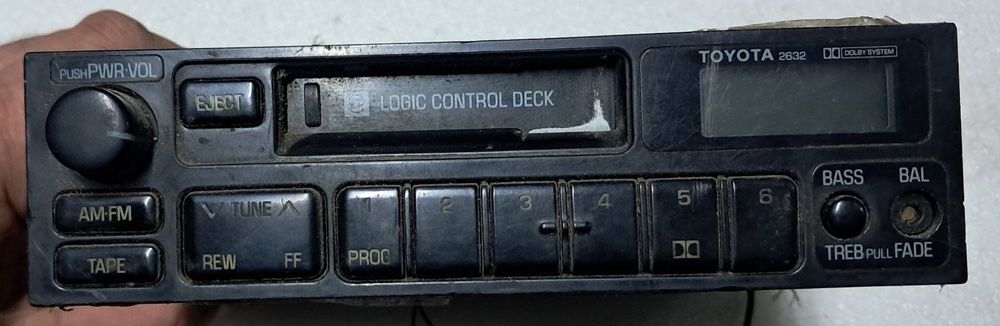 PUSH PWR·VOL
EJECT
LOGIC CONTROL DECK
TOYOTA 2632
DOLBY SYSTEM
AM·FM
TUNE
REW FF
TAPE
1 2 3 4 5 6
PROG
BASS BAL
TREB PULL FADE